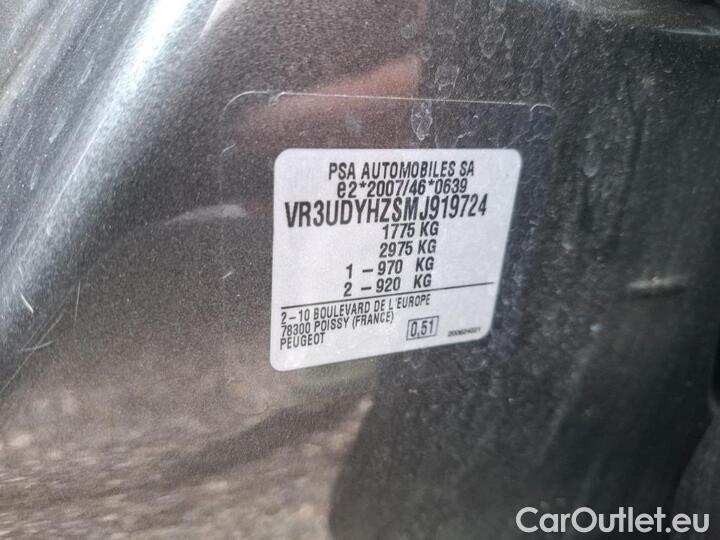 PSA AUTOMOBILES SA
e2*2007/46*0639
VR3UDYHZSMJ919724
1775 KG
2975 KG
1 - 970 KG
2 - 920 KG
2-10 BOULEVARD DE L'EUROPE
78300 POISSY (FRANCE)
PEUGEOT
0,51
CarOutlet.eu